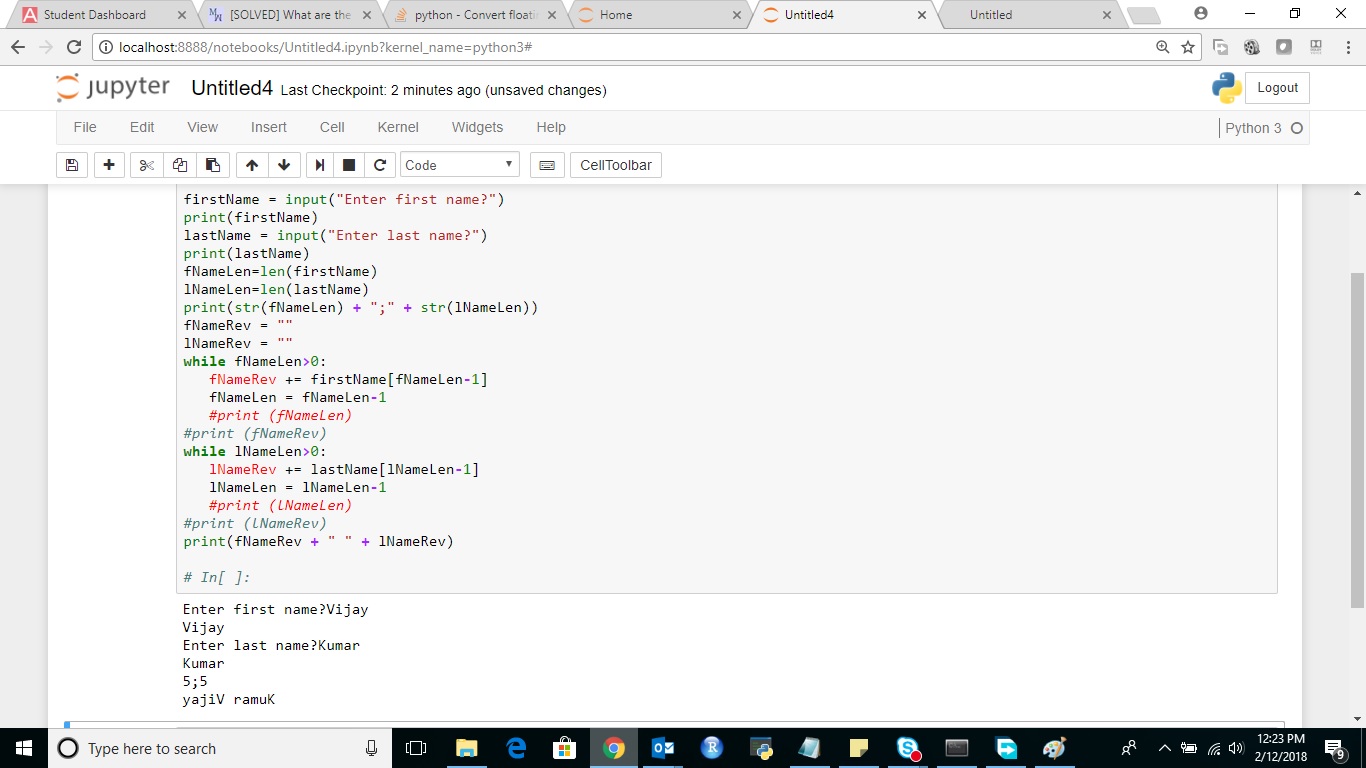 Student Dashboard
[SOLVED] What are the
python - Convert floati
Home
Untitled4
Untitled
localhost:8888/notebooks/Untitled4.ipynb?kernel_name=python3#
jupyter Untitled4 Last Checkpoint: 2 minutes ago (unsaved changes)
Logout
File Edit View Insert Cell Kernel Widgets Help
Python 3
Code
CellToolbar
firstName = input("Enter first name?")
print(firstName)
lastName = input("Enter last name?")
print(lastName)
fNameLen=len(firstName)
lNameLen=len(lastName)
print(str(fNameLen) + ";" + str(lNameLen))
fNameRev = ""
lNameRev = ""
while fNameLen>0:
   fNameRev += firstName[fNameLen-1]
   fNameLen = fNameLen-1
   #print (fNameLen)
#print (fNameRev)
while lNameLen>0:
   lNameRev += lastName[lNameLen-1]
   lNameLen = lNameLen-1
   #print (lNameLen)
#print (lNameRev)
print(fNameRev + " " + lNameRev)
# In[ ]:
Enter first name?Vijay
Vijay
Enter last name?Kumar
Kumar
5;5
yajiV ramuK
Type here to search
12:23 PM
2/12/2018
9